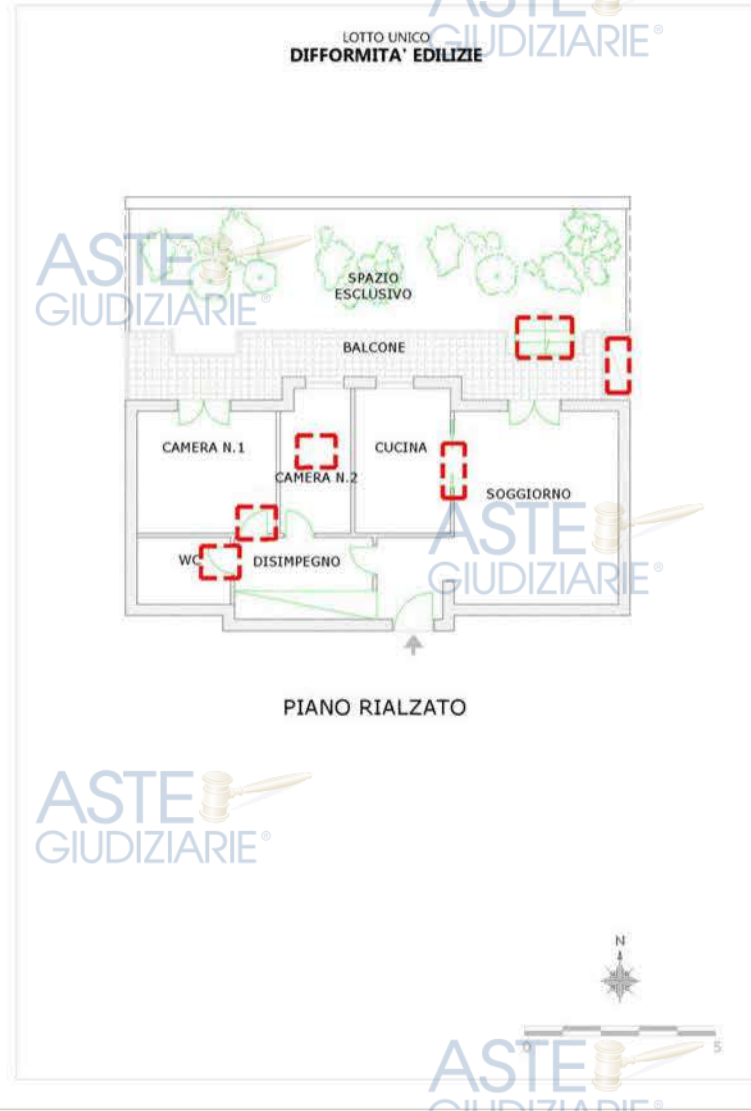 ASTE
GIUDIZIARIE®
LOTTO UNICO
DIFFORMITA' EDILIZIE
ASTE
GIUDIZIARIE®
SPAZIO
ESCLUSIVO
BALCONE
CAMERA N.1
CUCINA
CAMERA N.2
SOGGIORNO
ASTE
GIUDIZIARIE®
WC
DISIMPEGNO
PIANO RIALZATO
ASTE
GIUDIZIARIE®
N
0
5
ASTE
GIUDIZIARIE®